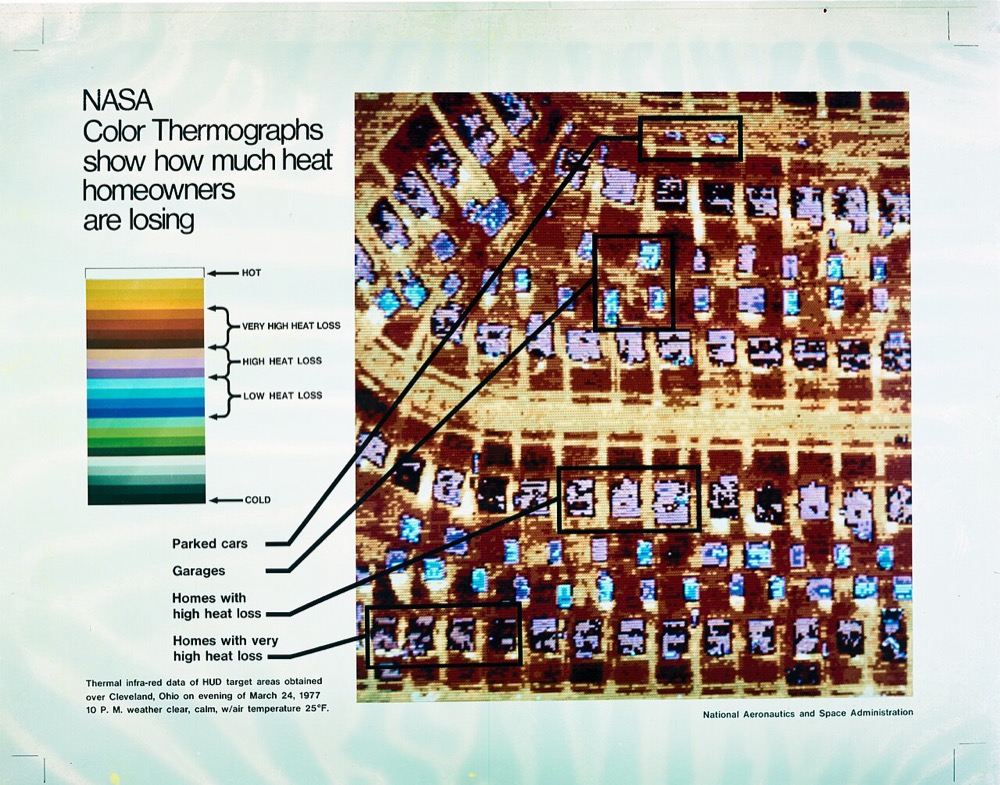 NASA
Color Thermographs
show how much heat
homeowners
are losing
HOT
VERY HIGH HEAT LOSS
HIGH HEAT LOSS
LOW HEAT LOSS
COLD
Parked cars
Garages
Homes with
high heat loss
Homes with very
high heat loss
Thermal infra-red data of HUD target areas obtained
over Cleveland, Ohio on evening of March 24, 1977
10 P. M. weather clear, calm, w/air temperature 25°F.
National Aeronautics and Space Administration